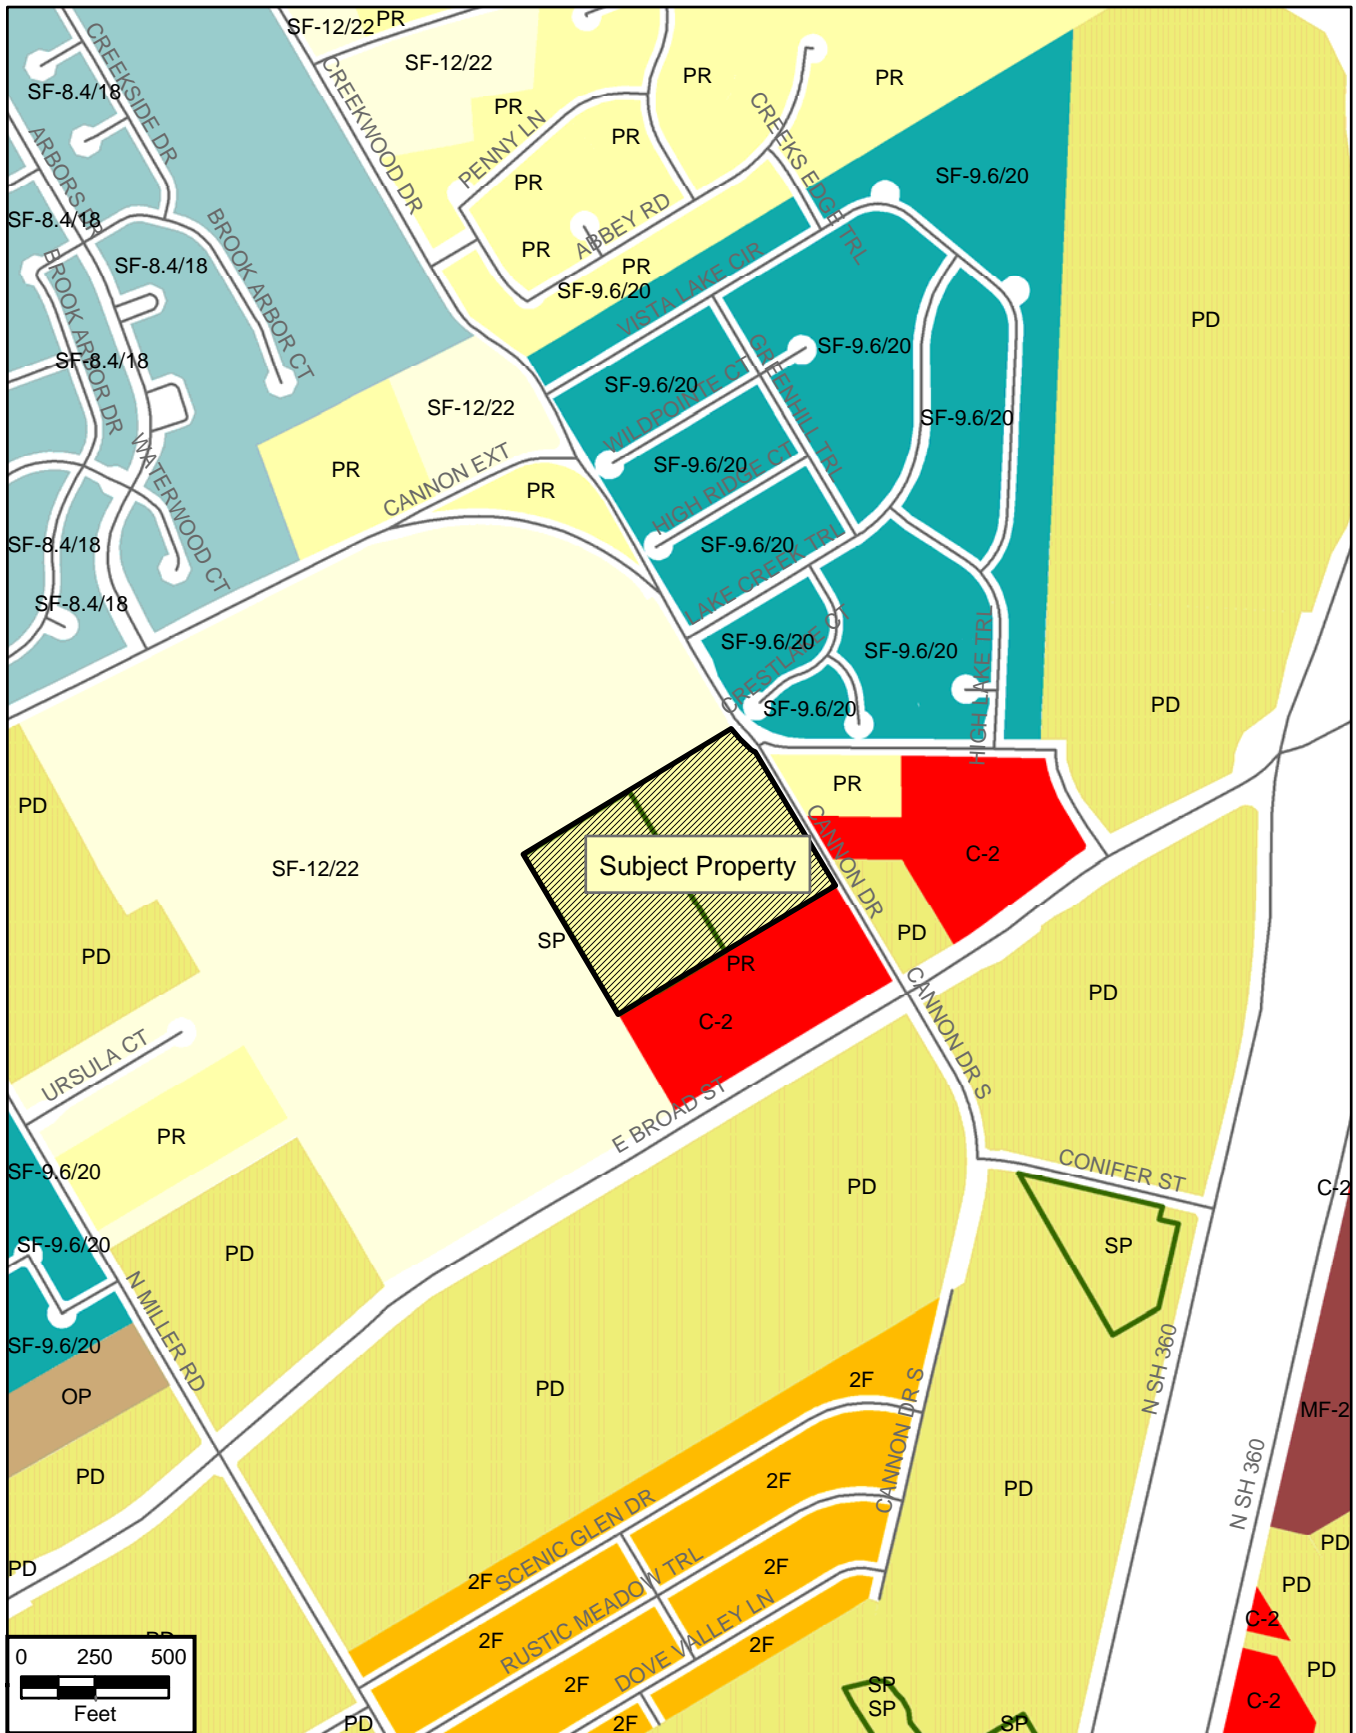 SF-12/22
PR
SF-12/22
PR
PR
PR
SF-8.4/18
CREEKSIDE DR
CREEKWOOD DR
PENNY LN
PR
CREEKS EDGE TRL
ARBORS
PR
SF-9.6/20
SF-8.4/18
BROOK ARBOR CT
ABBEY RD
PR
SF-8.4/18
PR
SF-9.6/20
VISTA LAKE CIR
BROOK ARBOR DR
PD
SF-8.4/18
SF-9.6/20
GREENHILL TRL
SF-9.6/20
WILDPOINTE CT
SF-12/22
SF-9.6/20
WATERWOOD CT
PR
CANNON EXT
SF-9.6/20
HIGH RIDGE CT
PR
SF-8.4/18
SF-9.6/20
LAKE CREEK TRL
SF-8.4/18
SF-9.6/20
CRESTLAKE CT
SF-9.6/20
HIGH LAKE TRL
SF-9.6/20
PD
PR
PD
CANNON DR
C-2
SF-12/22
Subject Property
SP
PD
PD
PR
PD
C-2
CANNON DR S
URSULA CT
E BROAD ST
PR
CONIFER ST
SF-9.6/20
PD
C-2
SF-9.6/20
PD
SP
N MILLER RD
SF-9.6/20
OP
PD
2F
CANNON DR S
N SH 360
MF-2
PD
2F
PD
N SH 360
SCENIC GLEN DR
PD
2F
RUSTIC MEADOW TRL
2F
PD
PD
C-2
PD
2F
DOVE VALLEY LN
2F
PD
2F
SP
SP
C-2
PD
2F
SP
0 250 500
Feet